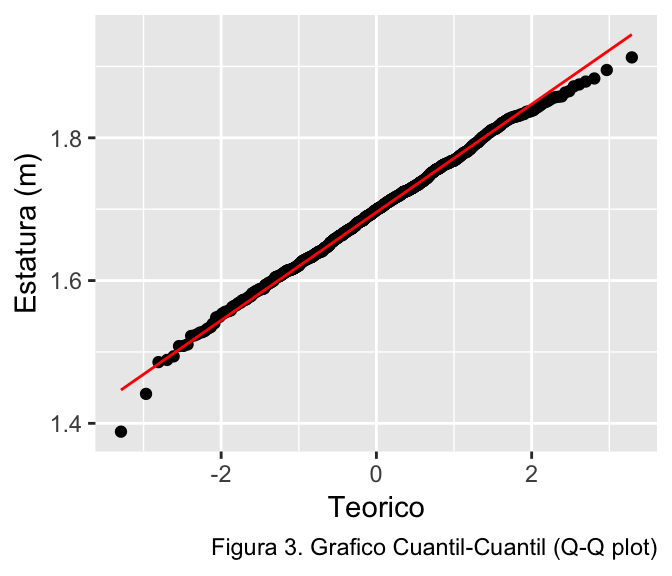 Estatura (m)
1.8
1.6
1.4
-2
0
2
Teorico
Figura 3. Grafico Cuantil-Cuantil (Q-Q plot)